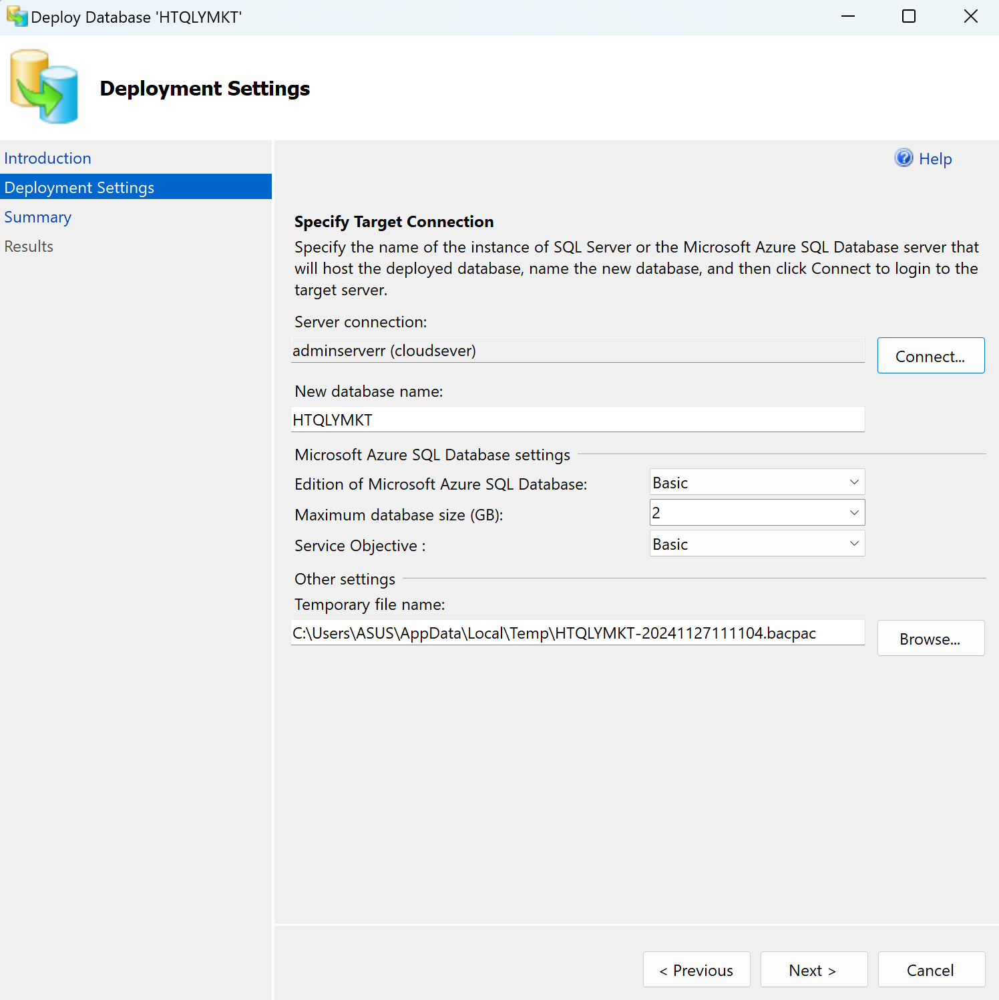 Deploy Database 'HTQLYMKT'
Deployment Settings
Introduction
Deployment Settings
Summary
Results
Help
Specify Target Connection
Specify the name of the instance of SQL Server or the Microsoft Azure SQL Database server that
will host the deployed database, name the new database, and then click Connect to login to the
target server.
Server connection:
adminserverr (cloudsever)
Connect...
New database name:
HTQLYMKT
Microsoft Azure SQL Database settings
Edition of Microsoft Azure SQL Database:
Basic
Maximum database size (GB):
2
Service Objective :
Basic
Other settings
Temporary file name:
C:\Users\ASUS\AppData\Local\Temp\HTQLYMKT-20241127111104.bacpac
Browse...
< Previous
Next >
Cancel